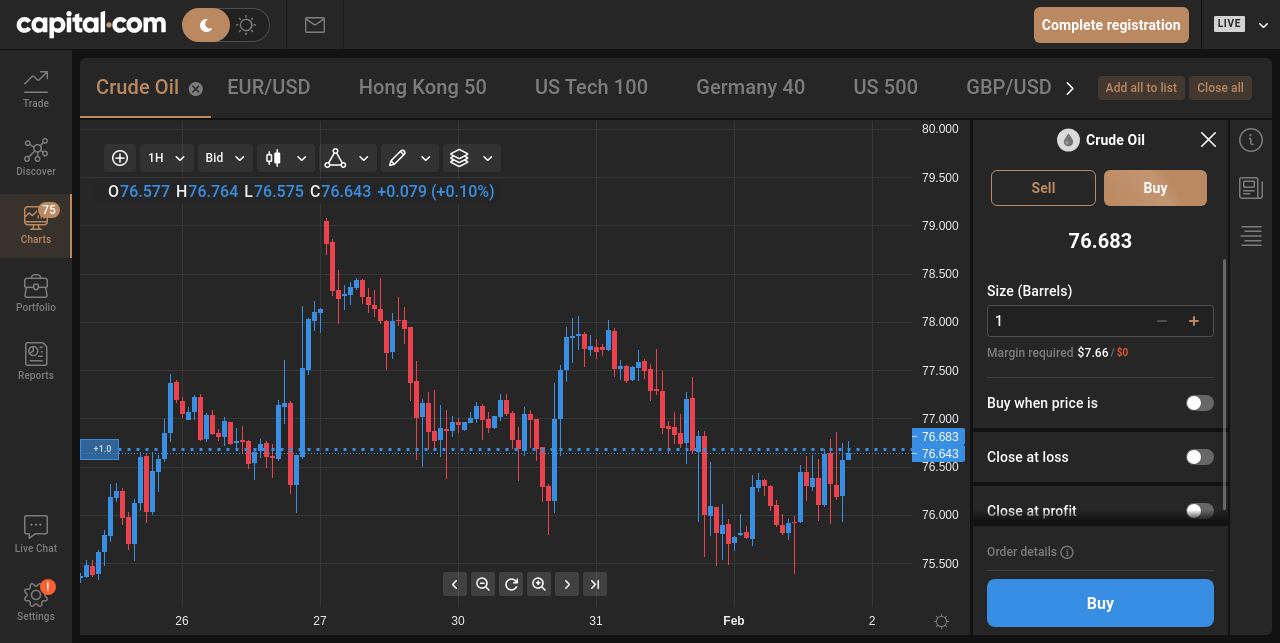 capital.com
Complete registration
LIVE
Trade
Discover
75
Charts
Portfolio
Reports
Live Chat
!
Settings
Crude Oil EUR/USD Hong Kong 50 US Tech 100 Germany 40 US 500 GBP/USD
Add all to list
Close all
1H
Bid
O76.577 H76.764 L76.575 C76.643 +0.079 (+0.10%)
80.000
79.500
79.000
78.500
78.000
77.500
77.000
76.683
76.643
76.500
76.000
75.500
+1.0
26 27 30 31 Feb 2
Crude Oil
Sell
Buy
76.683
Size (Barrels)
1
Margin required $7.66 / $0
Buy when price is
Close at loss
Close at profit
Order details
Buy